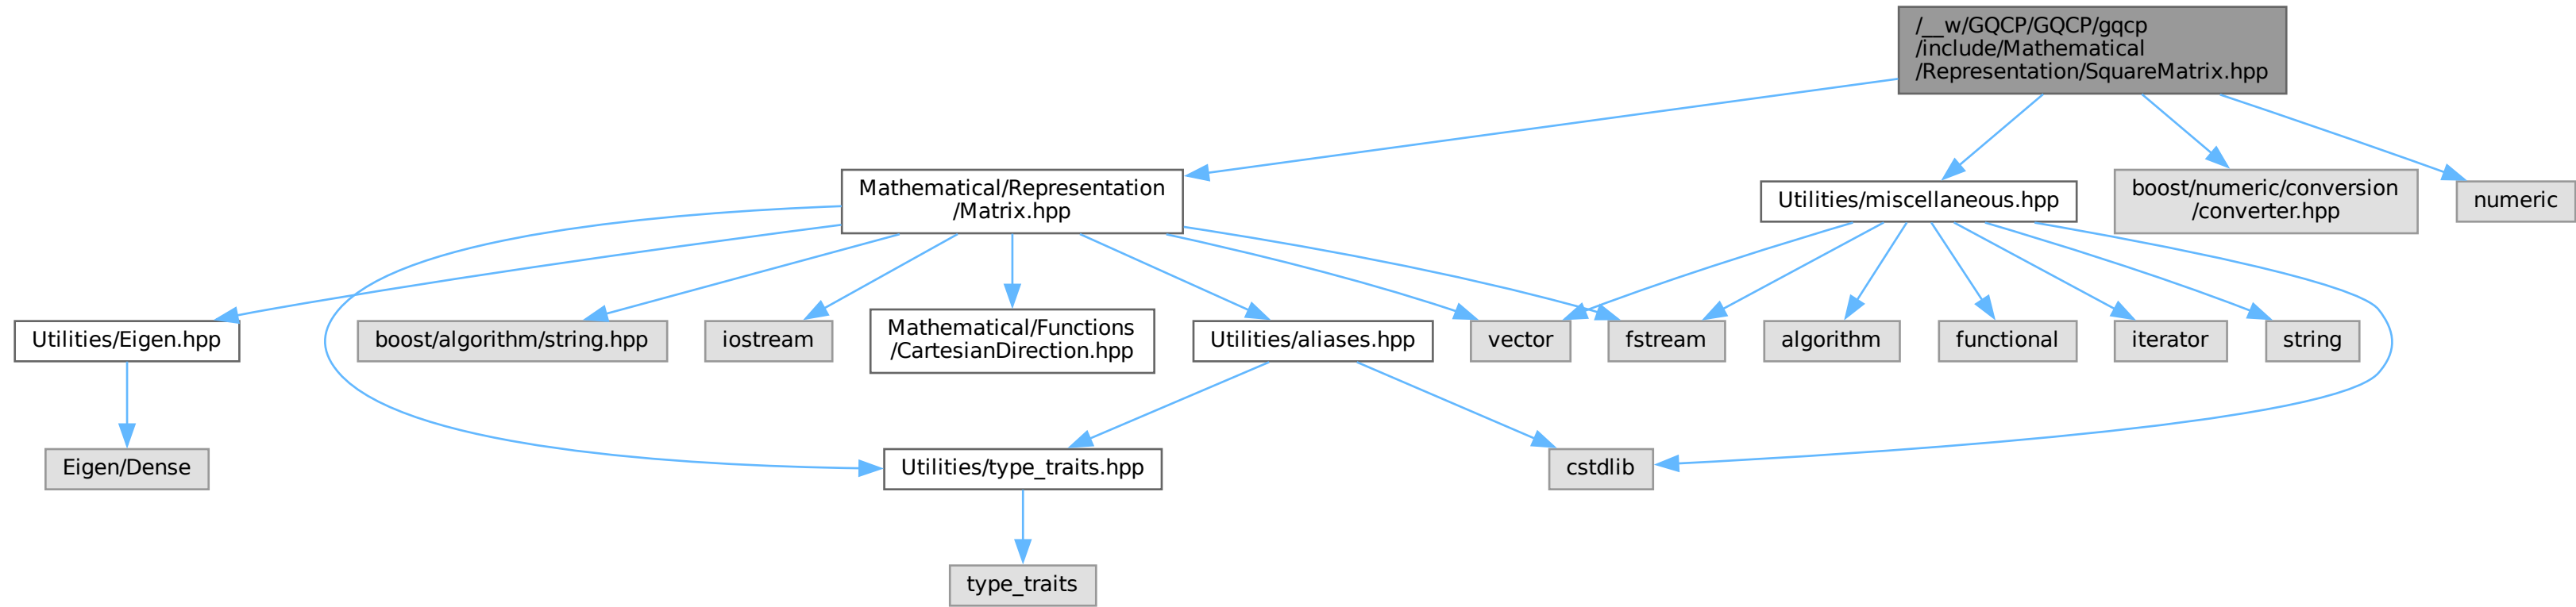 /__w/GQCP/GQCP/gqcp
/include/Mathematical
/Representation/SquareMatrix.hpp
Mathematical/Representation
/Matrix.hpp
Utilities/miscellaneous.hpp
boost/numeric/conversion
/converter.hpp
numeric
Utilities/Eigen.hpp
boost/algorithm/string.hpp
iostream
Mathematical/Functions
/CartesianDirection.hpp
Utilities/aliases.hpp
vector
fstream
algorithm
functional
iterator
string
Eigen/Dense
Utilities/type_traits.hpp
cstdlib
type_traits